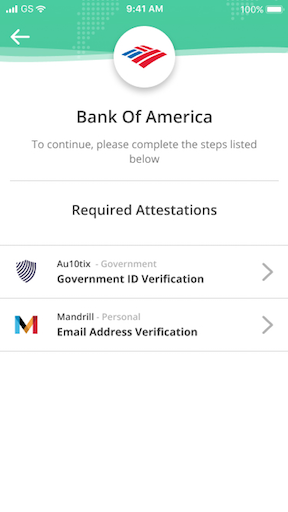 GS 9:41 AM 100%
Bank Of America
To continue, please complete the steps listed
below
Required Attestations
Au10tix - Government
Government ID Verification
Mandrill - Personal
Email Address Verification